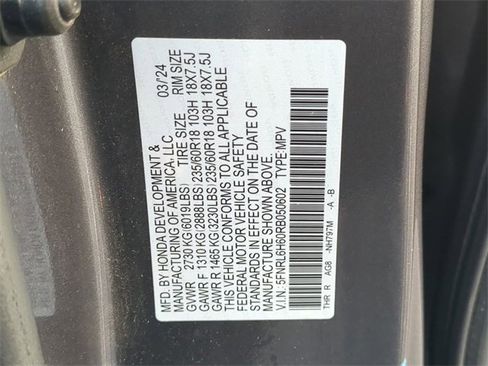 MFD. BY HONDA DEVELOPMENT & 03/24
MANUFACTURING OF AMERICA, LLC.
GVWR 2730 KG(6019LBS) TIRE SIZE RIM SIZE
GAWR F 1310 KG(2888LBS)235/60R18 103H 18X7.5J
GAWR R 1465 KG(3230LBS)235/60R18 103H 18X7.5J
THIS VEHICLE CONFORMS TO ALL APPLICABLE
FEDERAL MOTOR VEHICLE SAFETY
STANDARDS IN EFFECT ON THE DATE OF
MANUFACTURE SHOWN ABOVE.
V.I.N. 5FNRL6H60RB050602 TYPE:MPV
THR R AG8 -NH797M -A -B